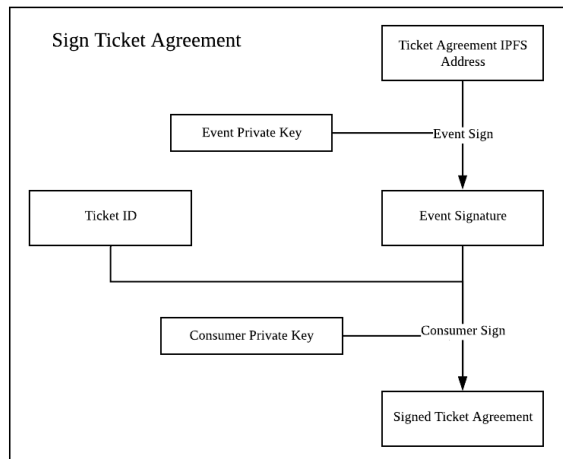 Sign Ticket Agreement
Ticket Agreement IPFS
Address
Event Private Key
Event Sign
Ticket ID
Event Signature
Consumer Private Key
Consumer Sign
Signed Ticket Agreement